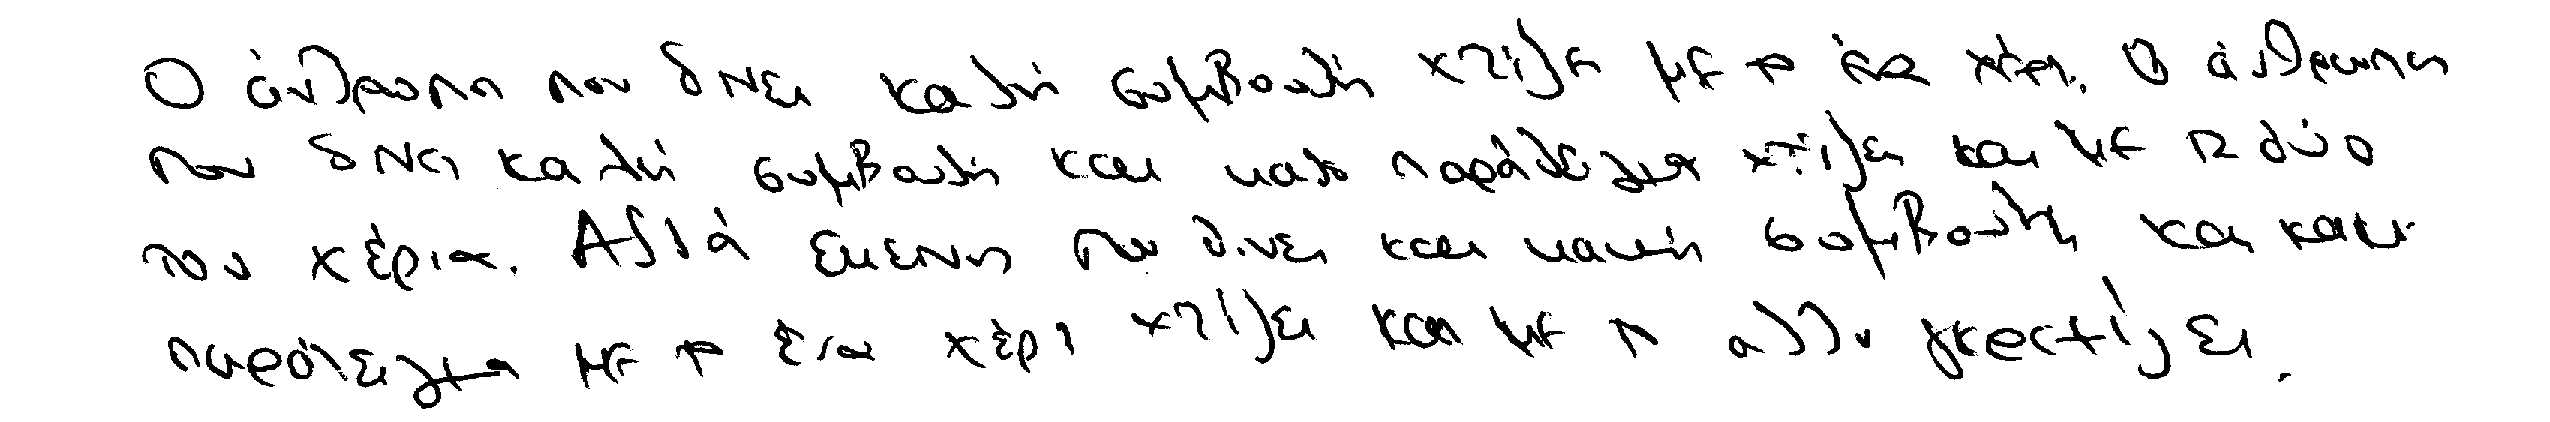 Ο άνθρωπος που δίνει καλή συμβουλή χτίζει με το ένα χέρι. Ο άνθρωπος
που δίνει καλή συμβουλή και καλό παράδειγμα χτίζει και με τα δύο
του χέρια. Αλλά εκείνος που δίνει και κακή συμβουλή και κακό
παράδειγμα με το ένα χέρι χτίζει και με το άλλο γκρεμίζει.